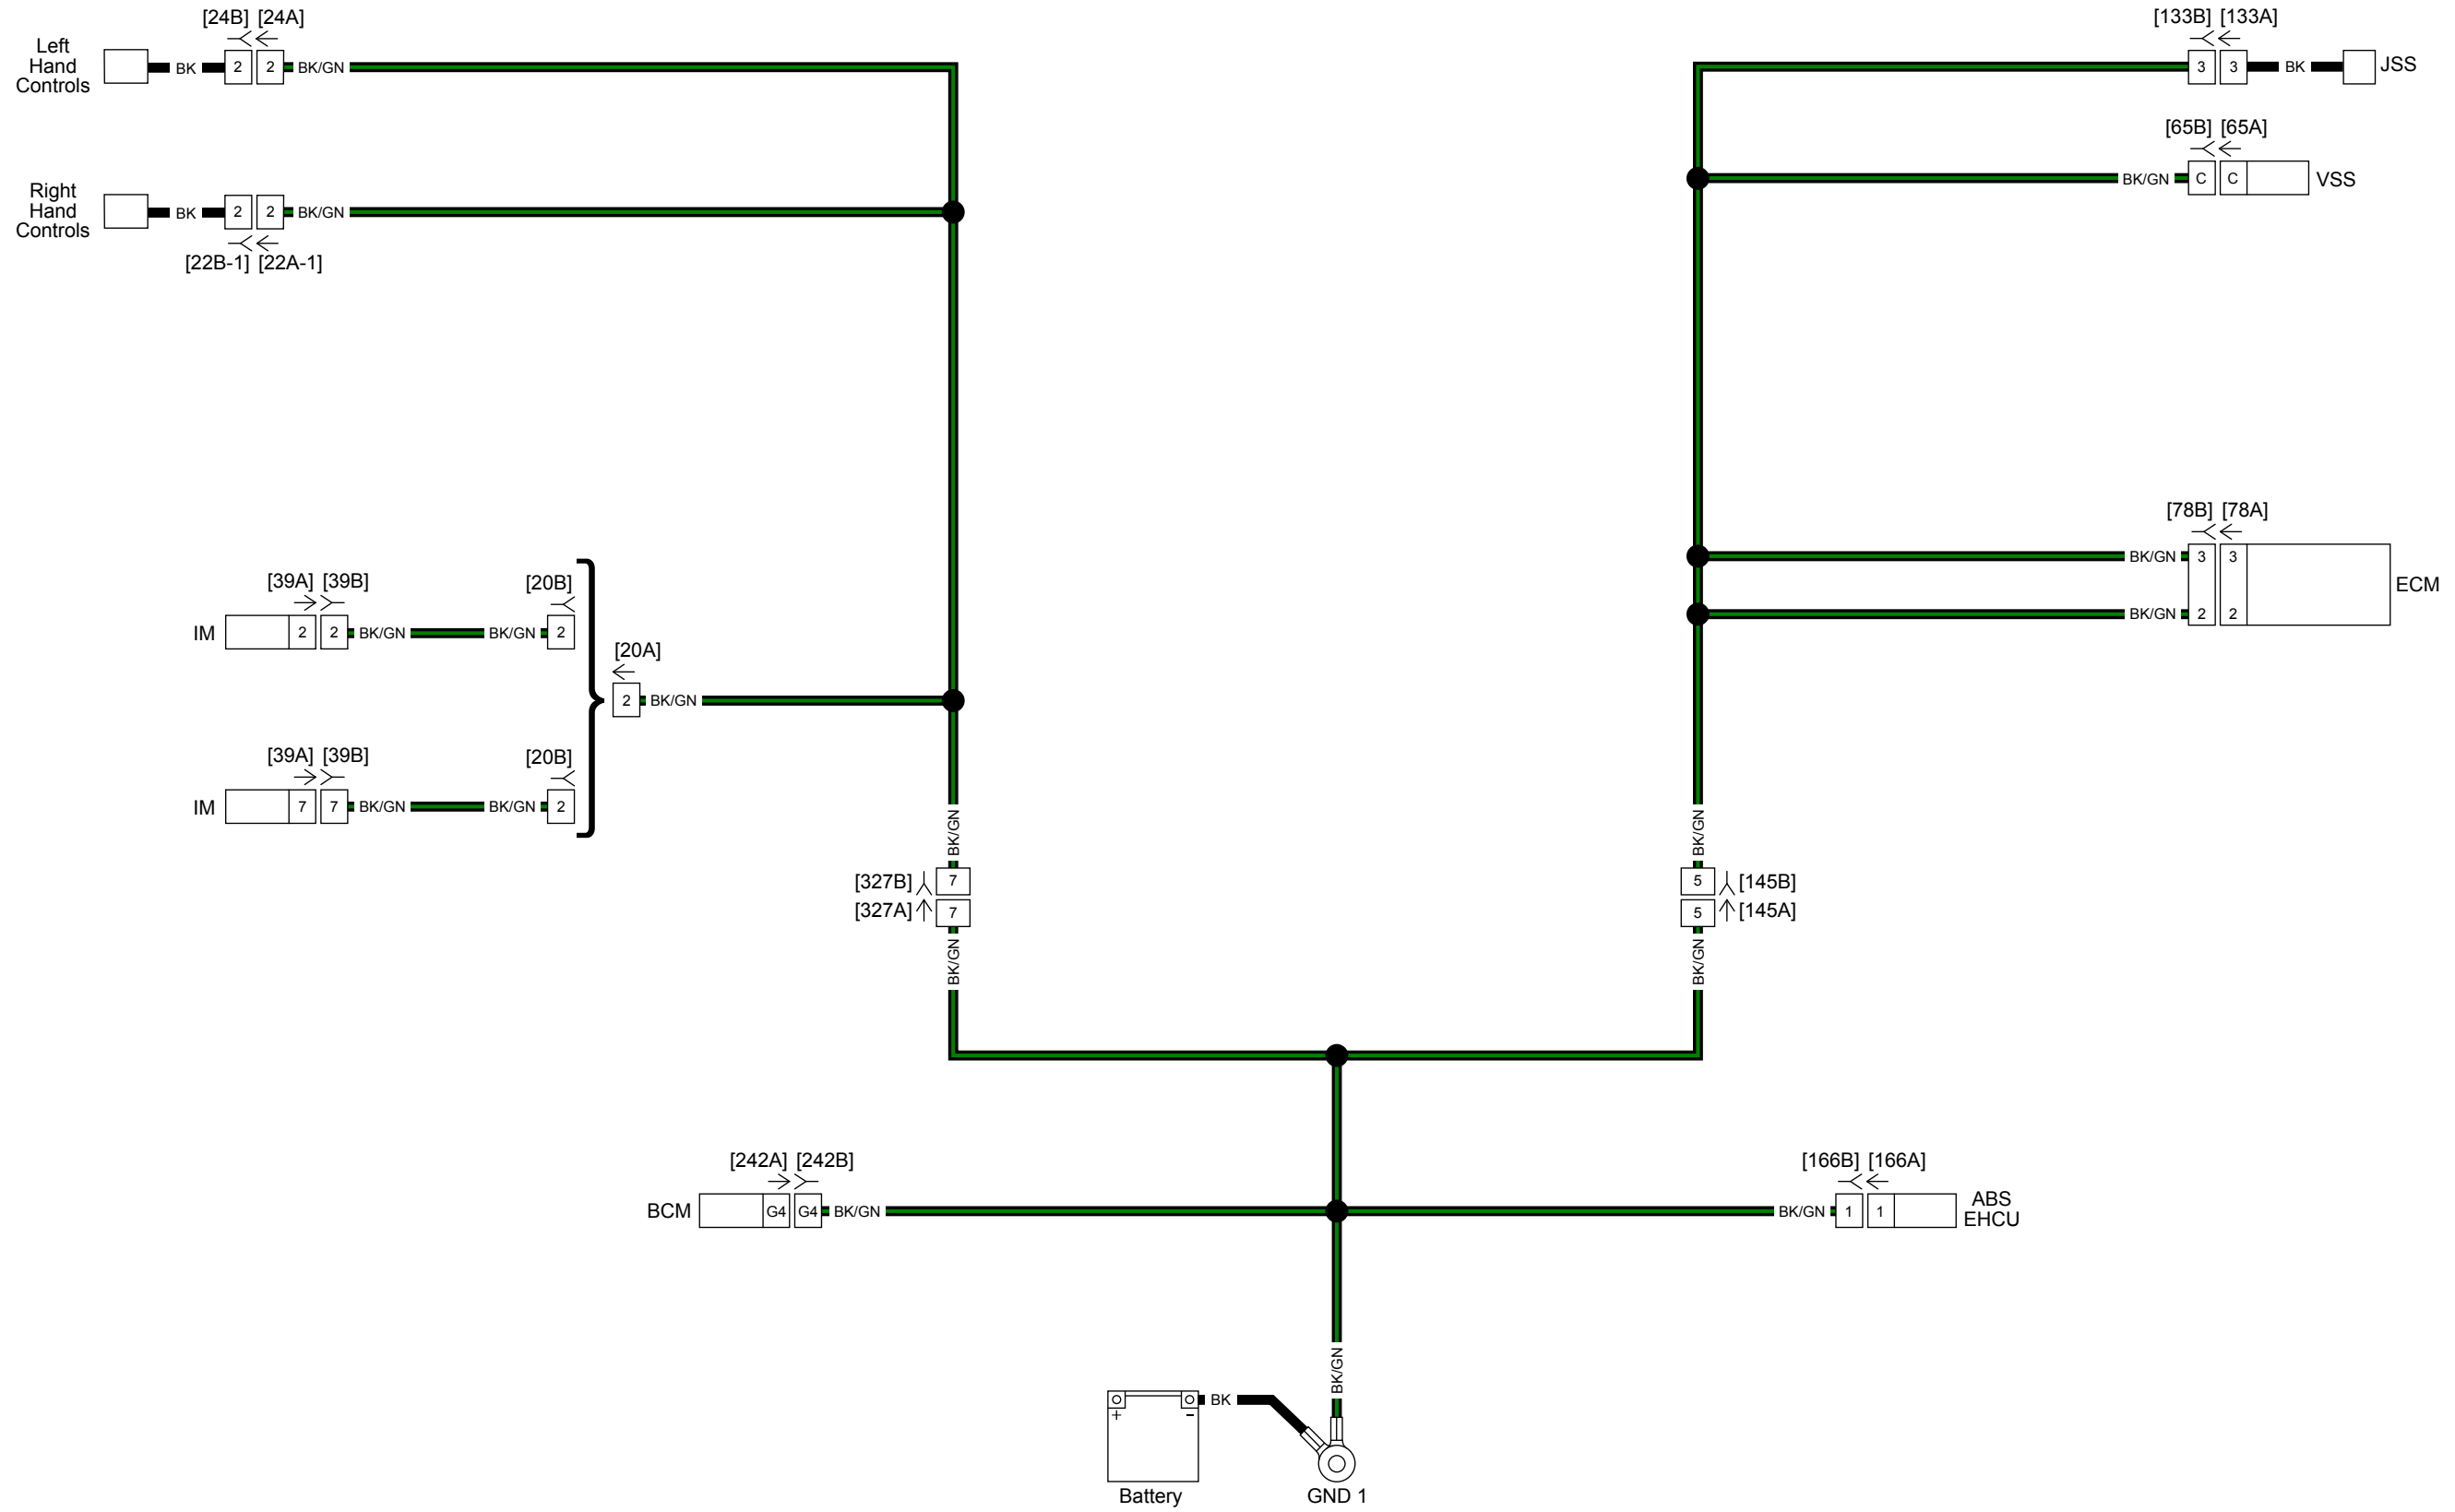 [24B] [24A]
Left
Hand
Controls
BK
2
2
BK/GN
[133B] [133A]
3
3
BK
JSS
[65B] [65A]
BK/GN
C
C
VSS
Right
Hand
Controls
BK
2
2
BK/GN
[22B-1] [22A-1]
[78B] [78A]
BK/GN
3
3
ECM
BK/GN
2
2
[39A] [39B]
[20B]
IM
2
2
BK/GN
BK/GN
2
[20A]
2
BK/GN
[39A] [39B]
[20B]
IM
7
7
BK/GN
BK/GN
2
BK/GN
BK/GN
[327B]
7
[327A]
7
5
[145B]
5
[145A]
BK/GN
BK/GN
[242A] [242B]
BCM
G4
G4
BK/GN
[166B] [166A]
BK/GN
1
1
ABS
EHCU
BK/GN
BK
+
-
Battery
GND 1